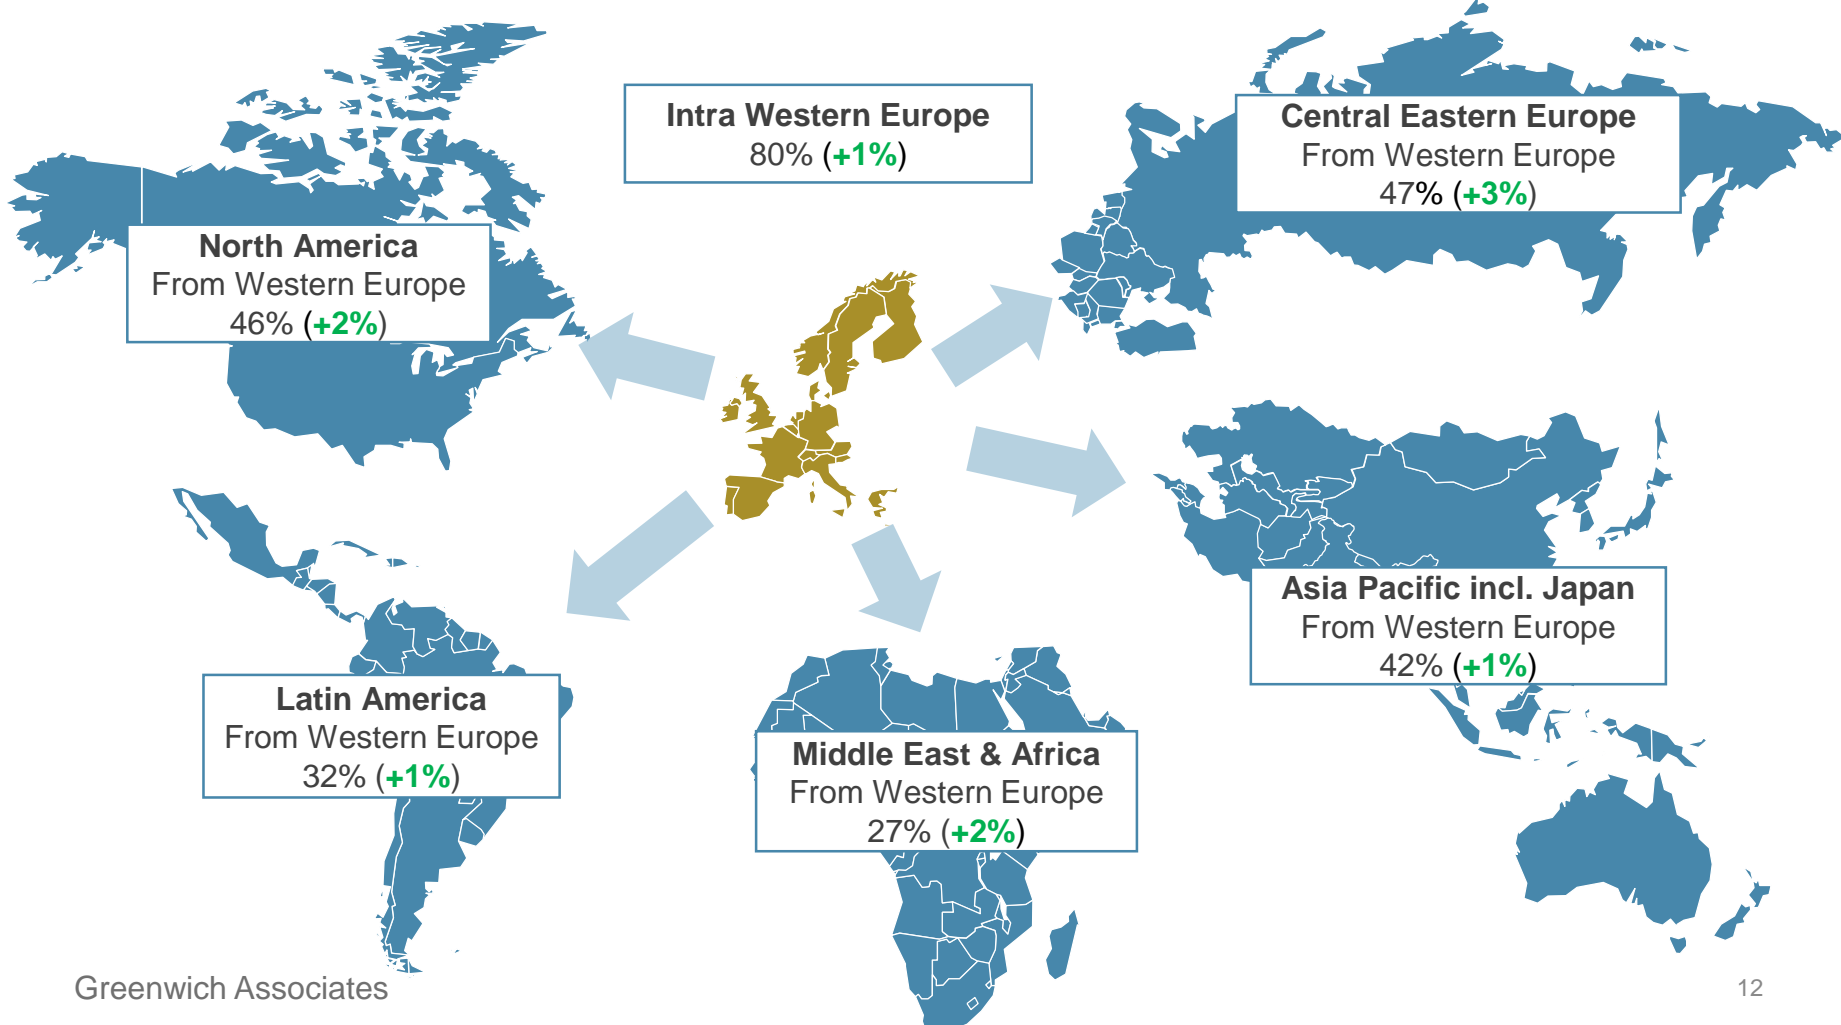 Intra Western Europe
80% (+1%)
Central Eastern Europe
From Western Europe
47% (+3%)
North America
From Western Europe
46% (+2%)
Asia Pacific incl. Japan
From Western Europe
42% (+1%)
Latin America
From Western Europe
32% (+1%)
Middle East & Africa
From Western Europe
27% (+2%)
Greenwich Associates
12